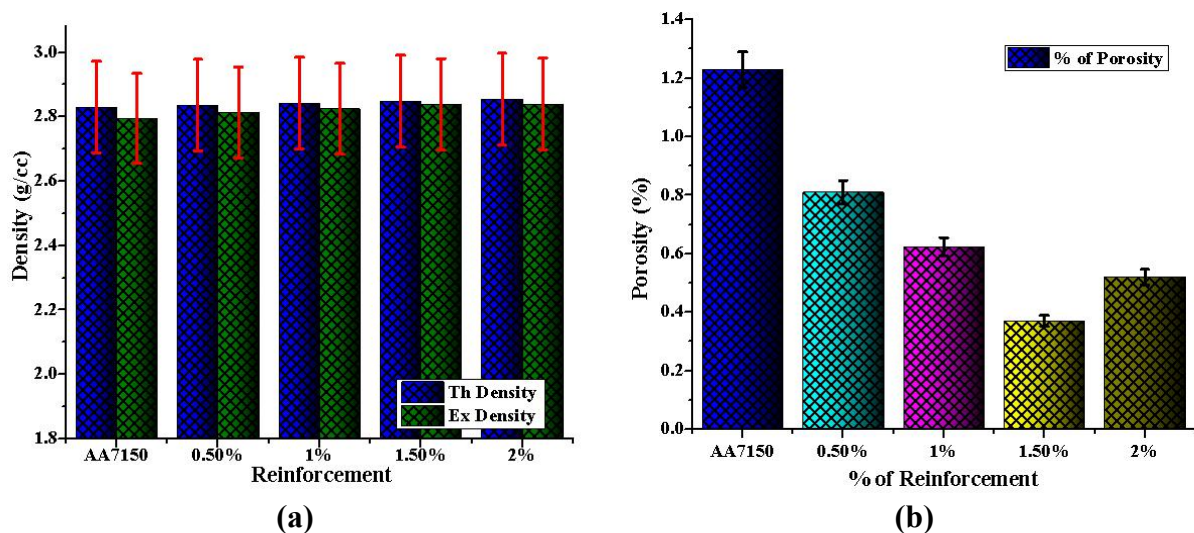 3.0
2.8
2.6
2.4
2.2
2.0
1.8
Density (g/cc)
Th Density
Ex Density
AA7150 0.50% 1% 1.50% 2%
Reinforcement
(a)
1.4
1.2
1.0
0.8
0.6
0.4
0.2
0.0
Porosity (%)
% of Porosity
AA7150 0.50% 1% 1.50% 2%
% of Reinforcement
(b)